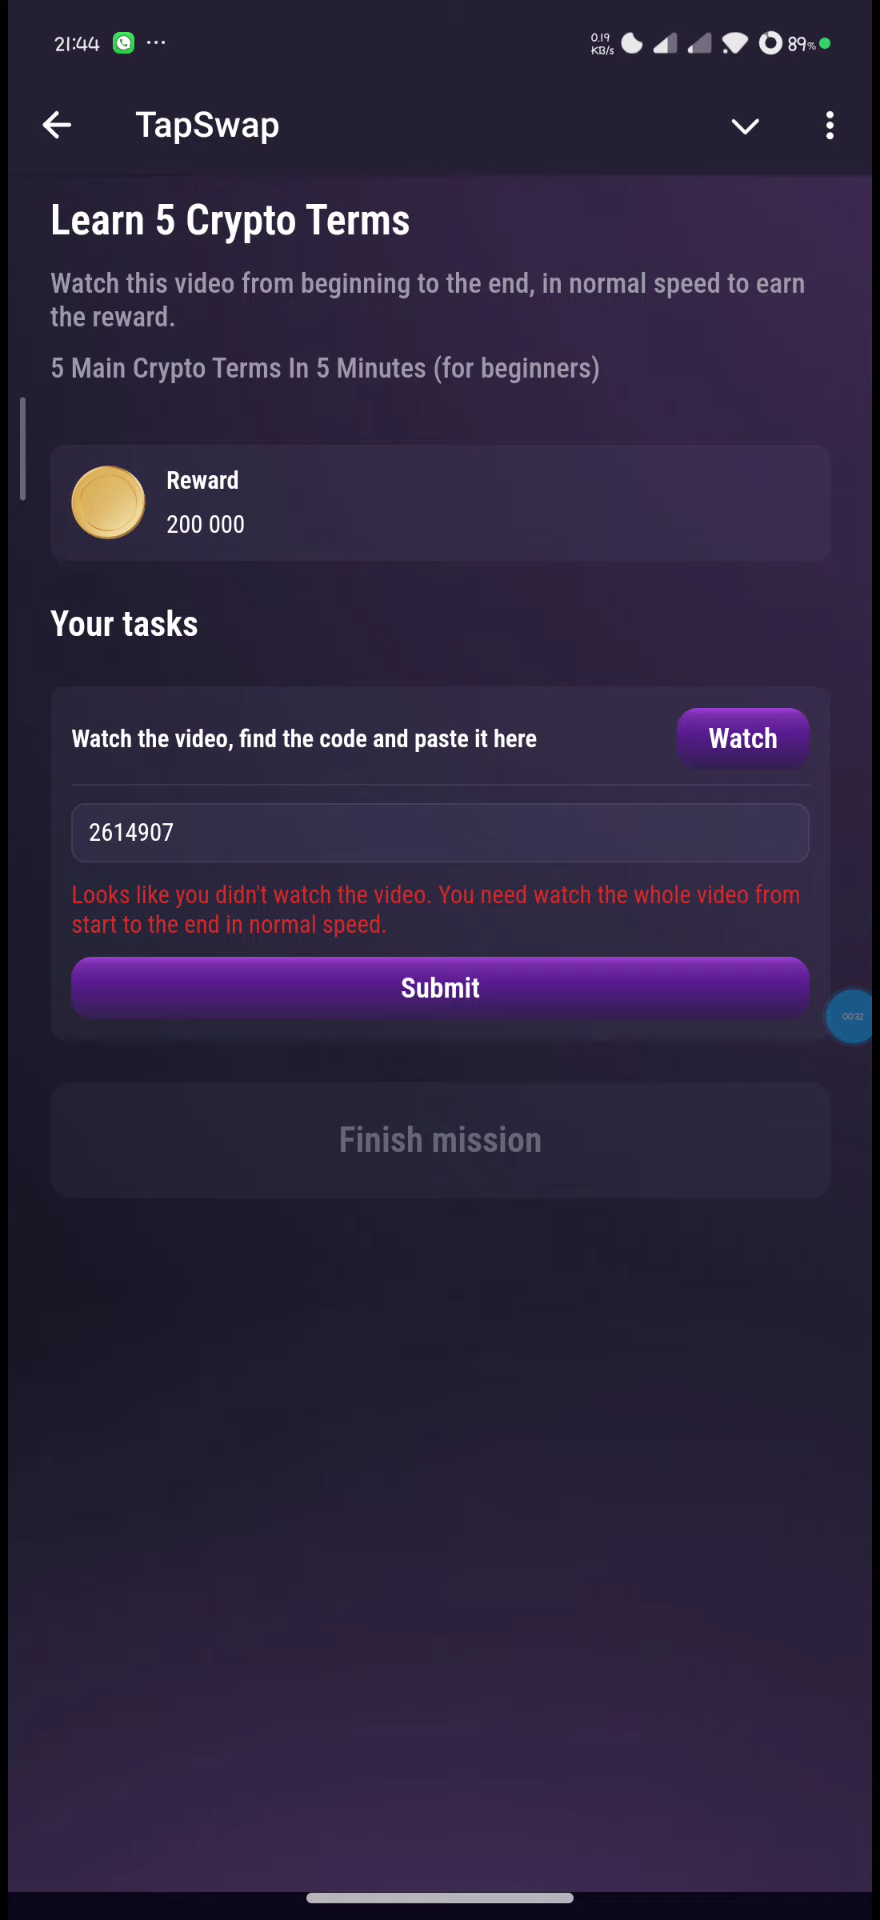 21:44 ... 0.19 KB/s 89%
TapSwap
Learn 5 Crypto Terms
Watch this video from beginning to the end, in normal speed to earn
the reward.
5 Main Crypto Terms In 5 Minutes (for beginners)
Reward
200 000
Your tasks
Watch the video, find the code and paste it here
Watch
2614907
Looks like you didn't watch the video. You need watch the whole video from
start to the end in normal speed.
Submit
00:32
Finish mission